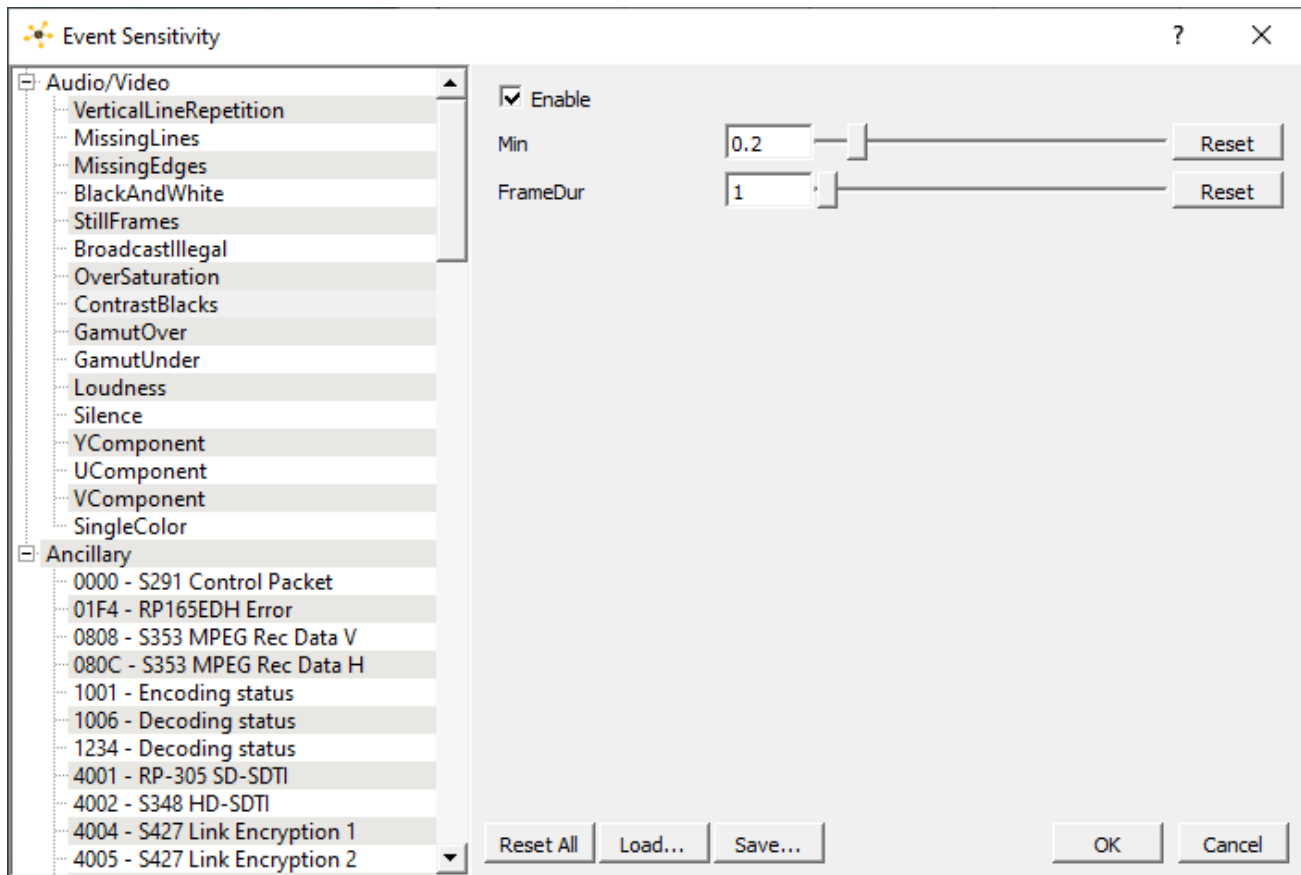 Event Sensitivity
?
Audio/Video
VerticalLineRepetition
MissingLines
MissingEdges
BlackAndWhite
StillFrames
BroadcastIllegal
OverSaturation
ContrastBlacks
GamutOver
GamutUnder
Loudness
Silence
YComponent
UComponent
VComponent
SingleColor
Ancillary
0000 - S291 Control Packet
01F4 - RP165EDH Error
0808 - S353 MPEG Rec Data V
080C - S353 MPEG Rec Data H
1001 - Encoding status
1006 - Decoding status
1234 - Decoding status
4001 - RP-305 SD-SDTI
4002 - S348 HD-SDTI
4004 - S427 Link Encryption 1
4005 - S427 Link Encryption 2
Enable
Min 0.2 Reset
FrameDur 1 Reset
Reset All Load... Save... OK Cancel